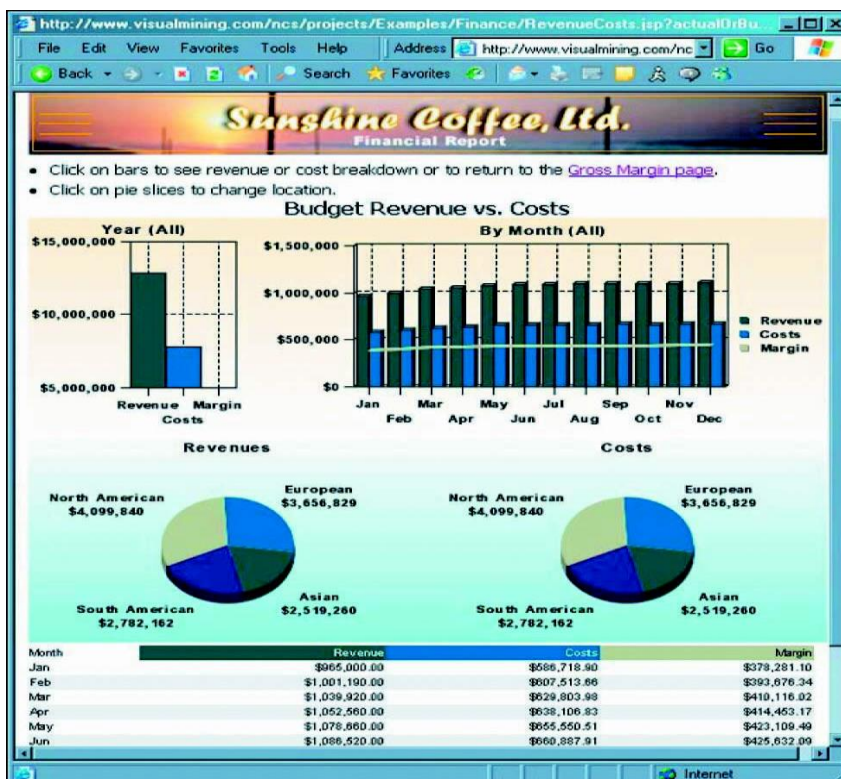 http://www.visualmining.com/ncs/projects/Examples/Finance/RevenueCosts.jsp?actualOrBu...
File Edit View Favorites Tools Help Address http://www.visualmining.com/nc Go
Back Search Favorites
Sunshine Coffee, Ltd.
Financial Report
• Click on bars to see revenue or cost breakdown or to return to the Gross Margin page.
• Click on pie slices to change location.
Budget Revenue vs. Costs
Year (All)
$15,000,000
$10,000,000
$5,000,000
Revenue Margin
Costs
By Month (All)
$1,500,000
$1,000,000
$500,000
$0
Jan Mar May Jul Sep Nov
Feb Apr Jun Aug Oct Dec
Revenue
Costs
Margin
Revenues
North American
$4,099,840
European
$3,656,829
South American
$2,782,162
Asian
$2,519,260
Costs
North American
$4,099,840
European
$3,656,829
South American
$2,782,162
Asian
$2,519,260
Month Revenue Costs Margin
Jan $965,000.00 $586,718.90 $378,281.10
Feb $1,001,190.00 $607,513.66 $393,676.34
Mar $1,039,920.00 $629,803.98 $410,116.02
Apr $1,052,560.00 $638,106.83 $414,453.17
May $1,078,660.00 $655,550.51 $423,109.49
Jun $1,086,520.00 $660,887.91 $425,632.09
Internet